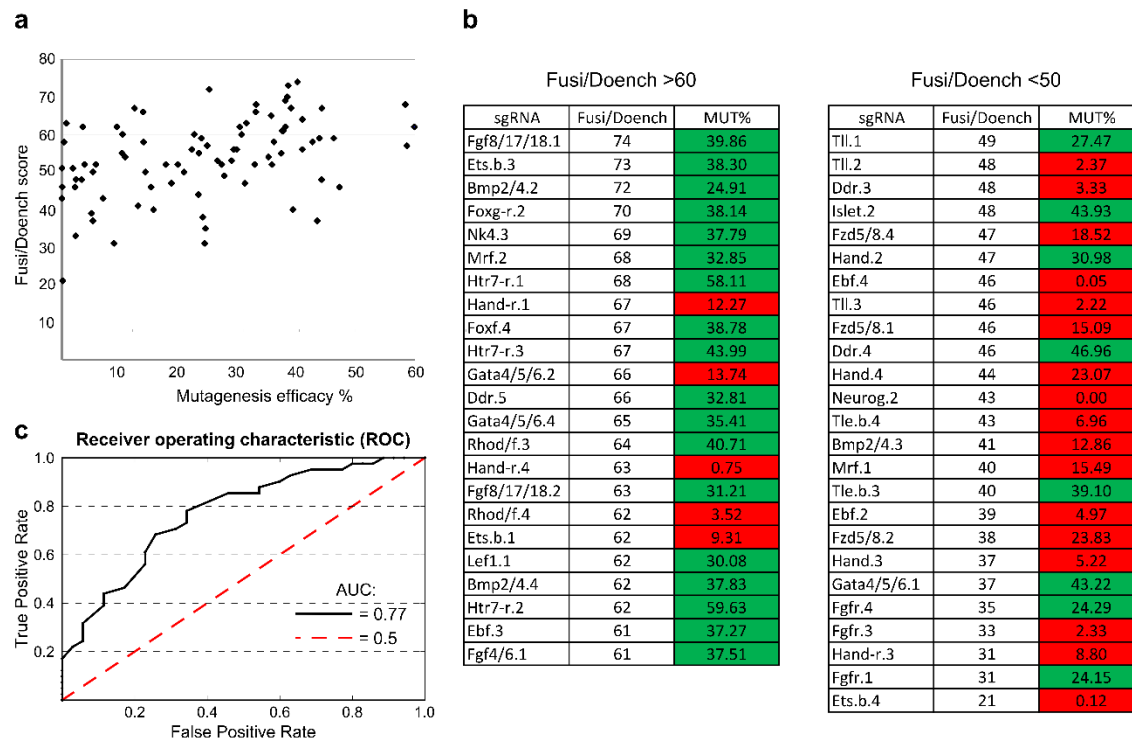 a
Fusi/Doench score
80
70
60
50
40
30
20
10
10
20
30
40
50
60
Mutagenesis efficacy %
b
Fusi/Doench >60
sgRNA Fusi/Doench MUT%
Fgf8/17/18.1 74 39.86
Ets.b.3 73 38.30
Bmp2/4.2 72 24.91
Foxg-r.2 70 38.14
Nk4.3 69 37.79
Mrf.2 68 32.85
Htr7-r.1 68 58.11
Hand-r.1 67 12.27
Foxf.4 67 38.78
Htr7-r.3 67 43.99
Gata4/5/6.2 66 13.74
Ddr.5 66 32.81
Gata4/5/6.4 65 35.41
Rhod/f.3 64 40.71
Hand-r.4 63 0.75
Fgf8/17/18.2 63 31.21
Rhod/f.4 62 3.52
Ets.b.1 62 9.31
Lef1.1 62 30.08
Bmp2/4.4 62 37.83
Htr7-r.2 62 59.63
Ebf.3 61 37.27
Fgf4/6.1 61 37.51
Fusi/Doench <50
sgRNA Fusi/Doench MUT%
Tll.1 49 27.47
Tll.2 48 2.37
Ddr.3 48 3.33
Islet.2 48 43.93
Fzd5/8.4 47 18.52
Hand.2 47 30.98
Ebf.4 46 0.05
Tll.3 46 2.22
Fzd5/8.1 46 15.09
Ddr.4 46 46.96
Hand.4 44 23.07
Neurog.2 43 0.00
Tle.b.4 43 6.96
Bmp2/4.3 41 12.86
Mrf.1 40 15.49
Tle.b.3 40 39.10
Ebf.2 39 4.97
Fzd5/8.2 38 23.83
Hand.3 37 5.22
Gata4/5/6.1 37 43.22
Fgfr.4 35 24.29
Fgfr.3 33 2.33
Hand-r.3 31 8.80
Fgfr.1 31 24.15
Ets.b.4 21 0.12
c
Receiver operating characteristic (ROC)
True Positive Rate
1.0
0.8
0.6
0.4
0.2
AUC:
= 0.77
= 0.5
0.2
0.4
0.6
0.8
1.0
False Positive Rate